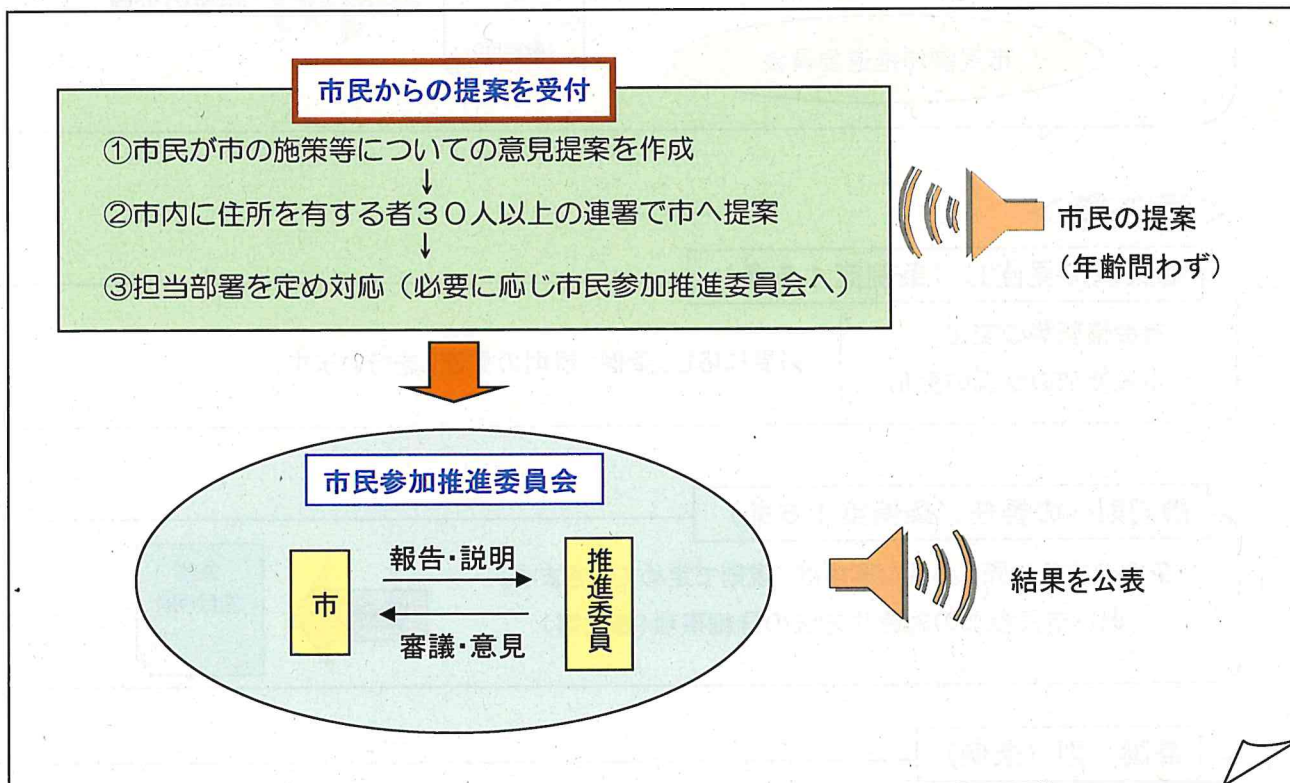 市民からの提案を受付
①市民が市の施策等についての意見提案を作成
↓
②市内に住所を有する者30人以上の連署で市へ提案
↓
③担当部署を定め対応（必要に応じ市民参加推進委員会へ）
市民の提案
（年齢問わず）
市民参加推進委員会
市
報告・説明
審議・意見
推進委員
結果を公表